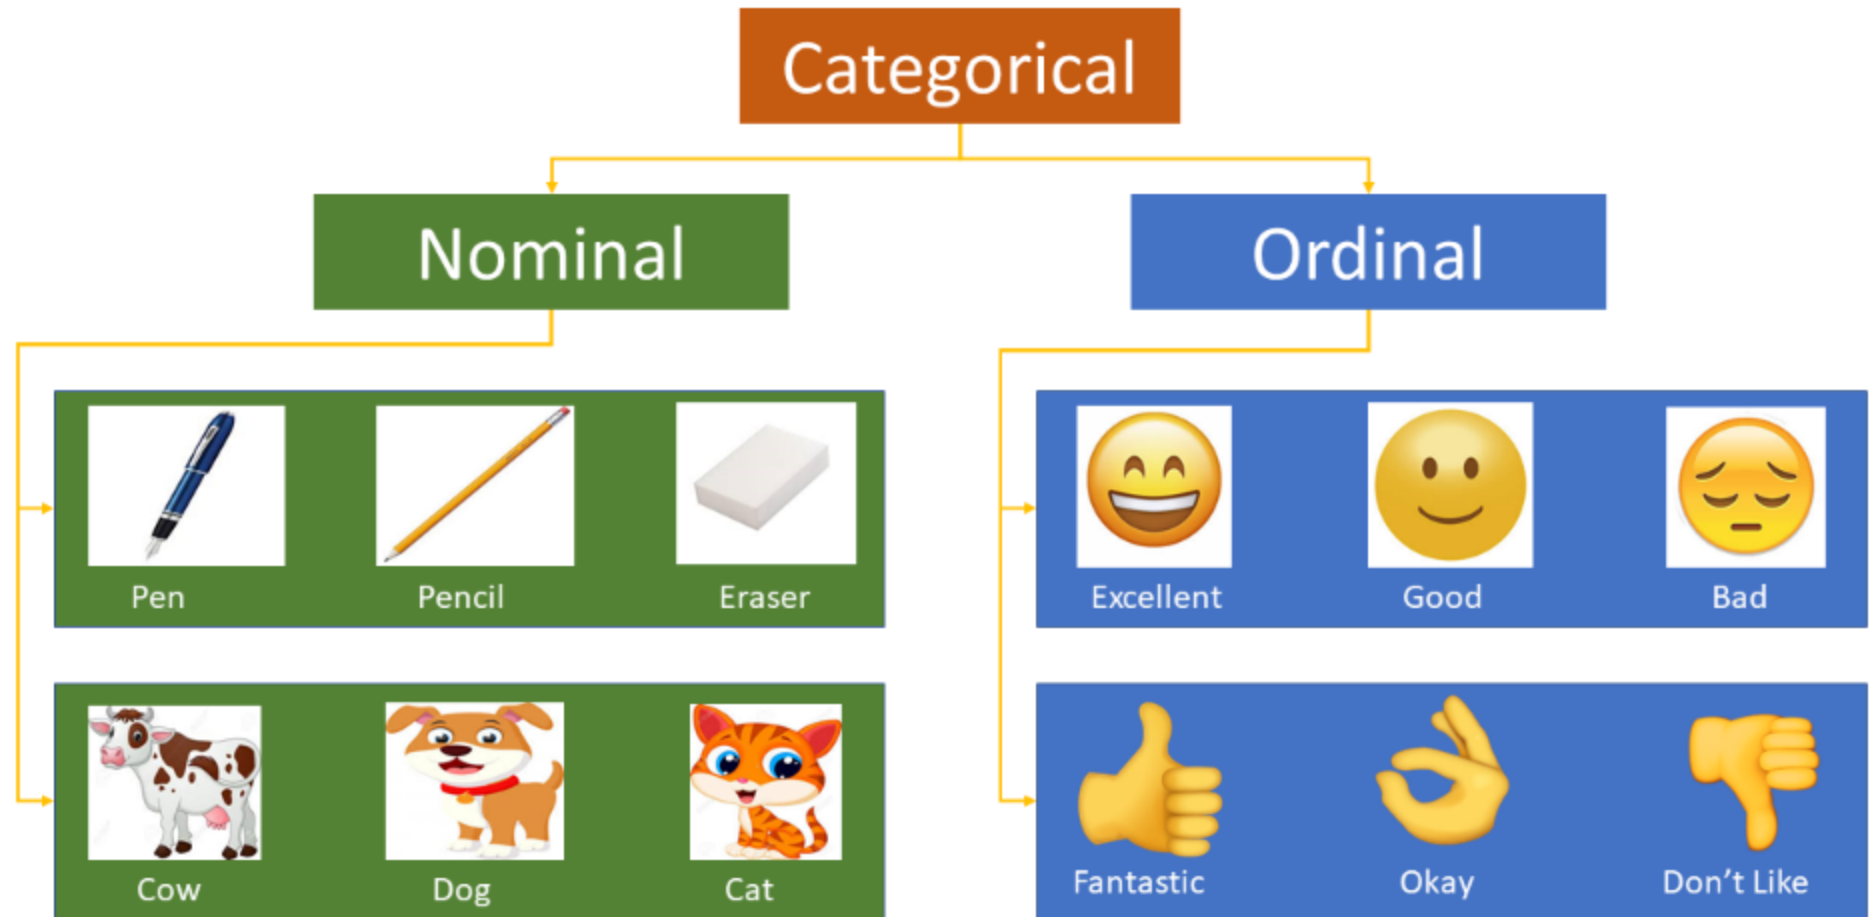 Categorical
Nominal
Ordinal
Pen
Pencil
Eraser
Excellent
Good
Bad
Cow
Dog
Cat
Fantastic
Okay
Don't Like